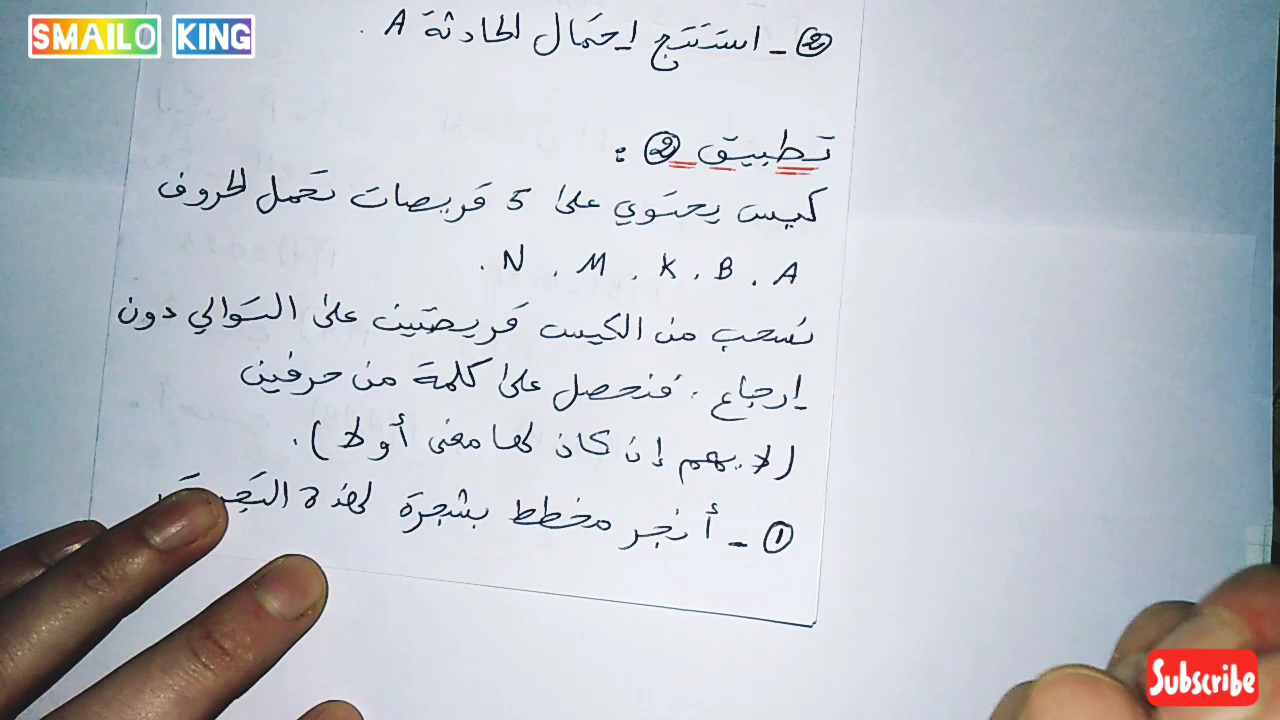 SMAILO KING
② - استنتج احتمال الحادثة A .
تطبيق ② :
كيس يحتوي على 5 قريصات تحمل الحروف
A . B . K . M . N .
نسحب من الكيس قريصتين على التوالي دون
إرجاع ، فنحصل على كلمة من حرفين
(لا يهم إن كان لها معنى أو لا) .
① - أنجز مخطط بشجرة لهذه
Subscribe